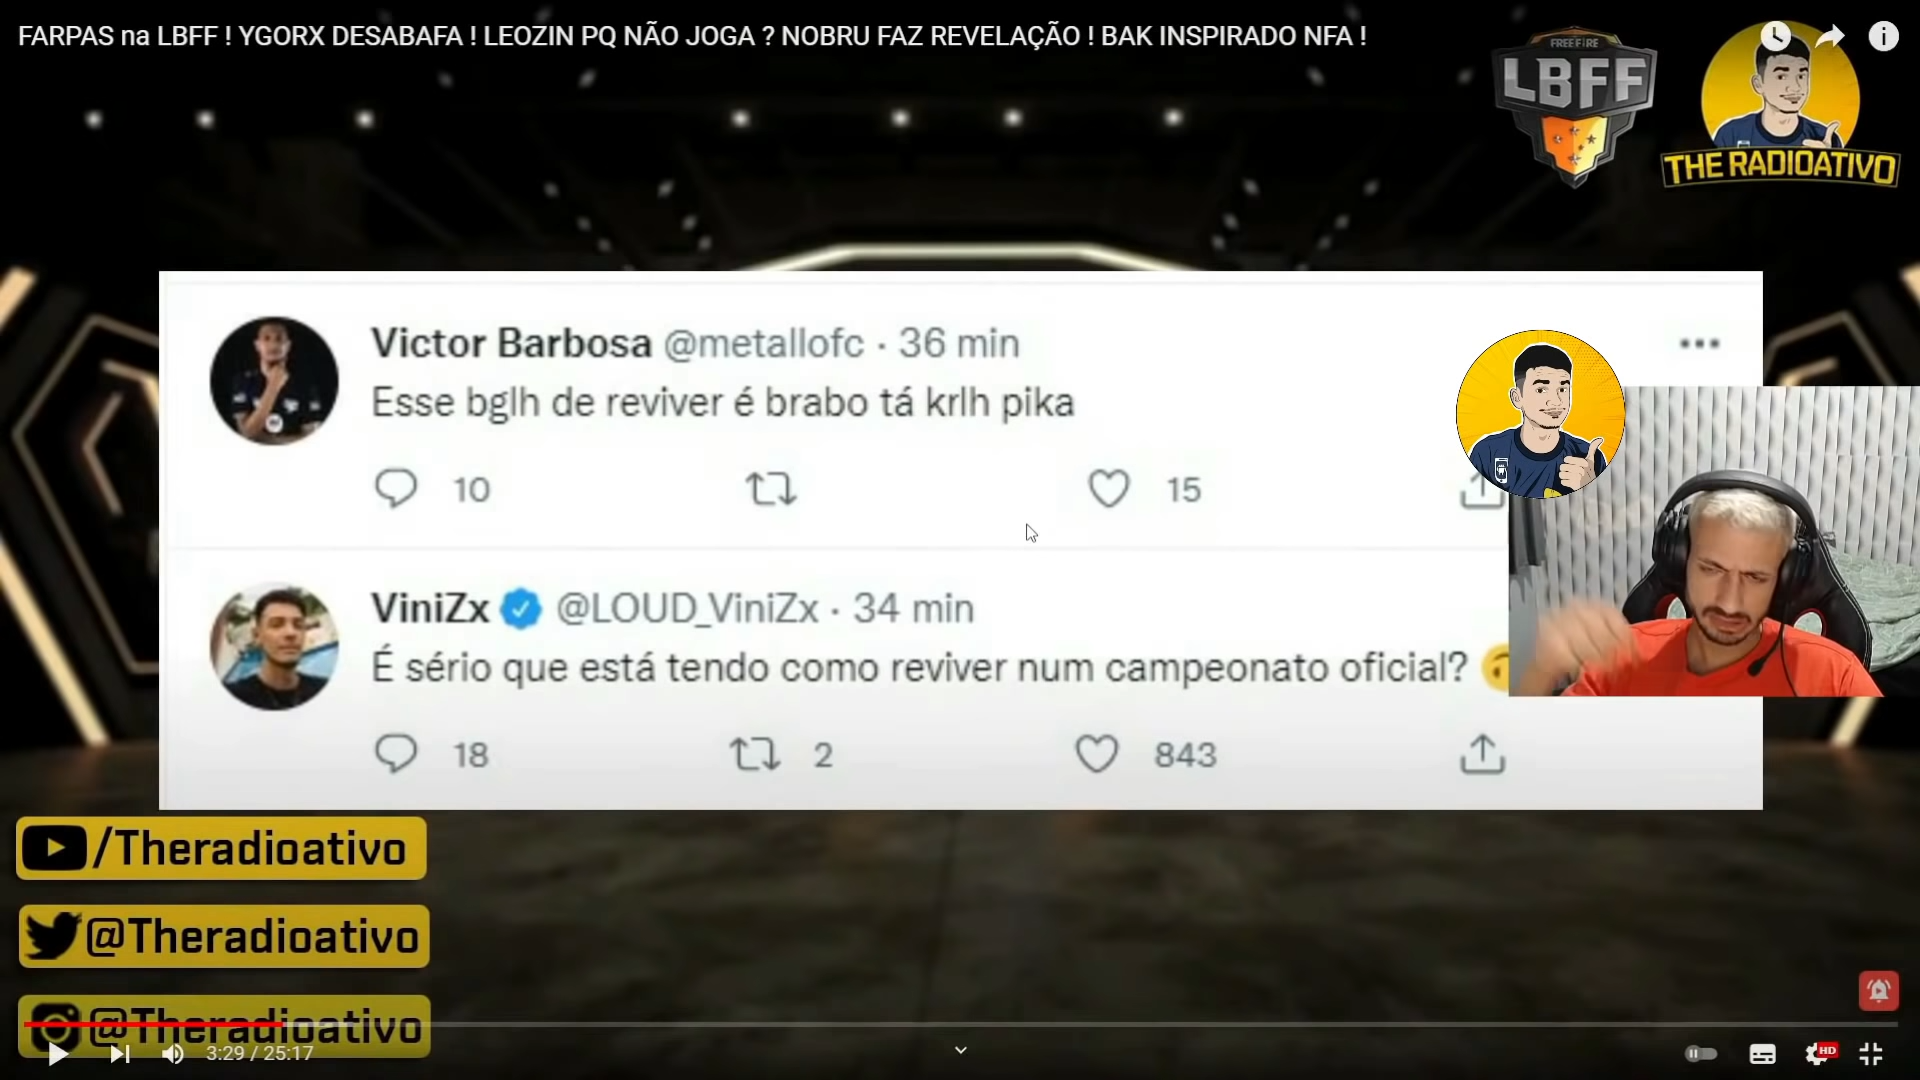 FARPAS na LBFF ! YGORX DESABAFA ! LEOZIN PQ NÃO JOGA ? NOBRU FAZ REVELAÇÃO ! BAK INSPIRADO NFA !
FREE FIRE
LBFF
THE RADIOATIVO
Victor Barbosa @metallofc · 36 min
Esse bglh de reviver é brabo tá krlh pika
10
15
ViniZx @LOUD_ViniZx · 34 min
É sério que está tendo como reviver num campeonato oficial?
18
2
843
/Theradioativo
@Theradioativo
@Theradioativo
3:29 / 25:17
HD